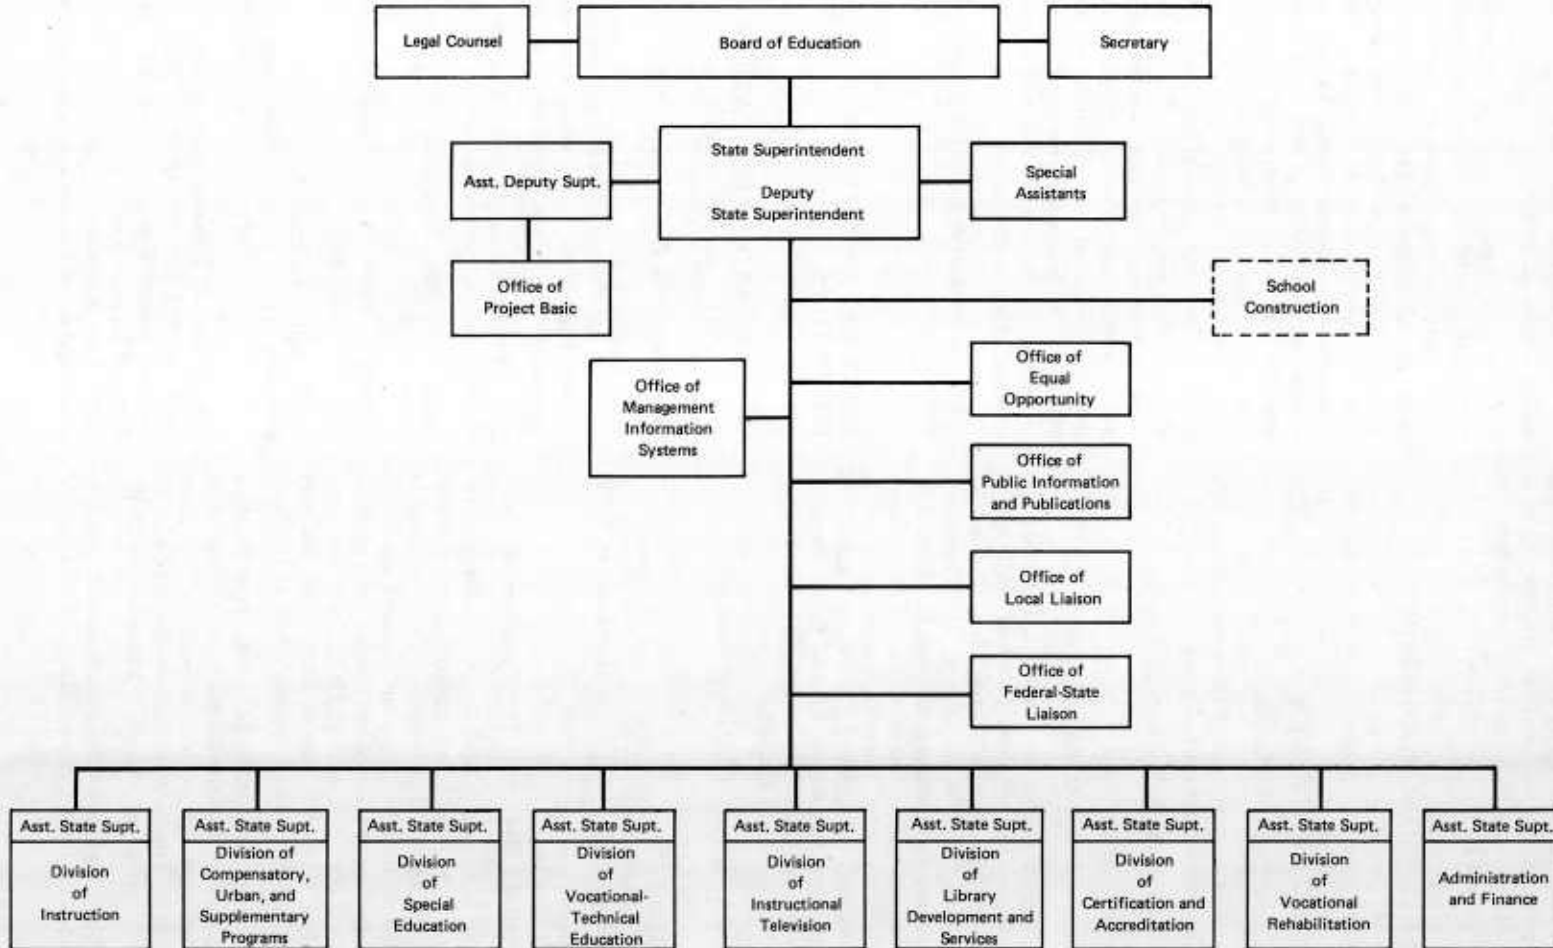 Legal Counsel
Board of Education
Secretary
State Superintendent
Deputy
State Superintendent
Asst. Deputy Supt.
Special
Assistants
Office of
Project Basic
School
Construction
Office of
Management
Information
Systems
Office of
Equal
Opportunity
Office of
Public Information
and Publications
Office of
Local Liaison
Office of
Federal-State
Liaison
Asst. State Supt.
Division
of
Instruction
Asst. State Supt.
Division of
Compensatory,
Urban, and
Supplementary
Programs
Asst. State Supt.
Division
of
Special
Education
Asst. State Supt.
Division
of
Vocational-
Technical
Education
Asst. State Supt.
Division
of
Instructional
Television
Asst. State Supt.
Division
of
Library
Development and
Services
Asst. State Supt.
Division
of
Certification and
Accreditation
Asst. State Supt.
Division
of
Vocational
Rehabilitation
Asst. State Supt.
Administration
and Finance